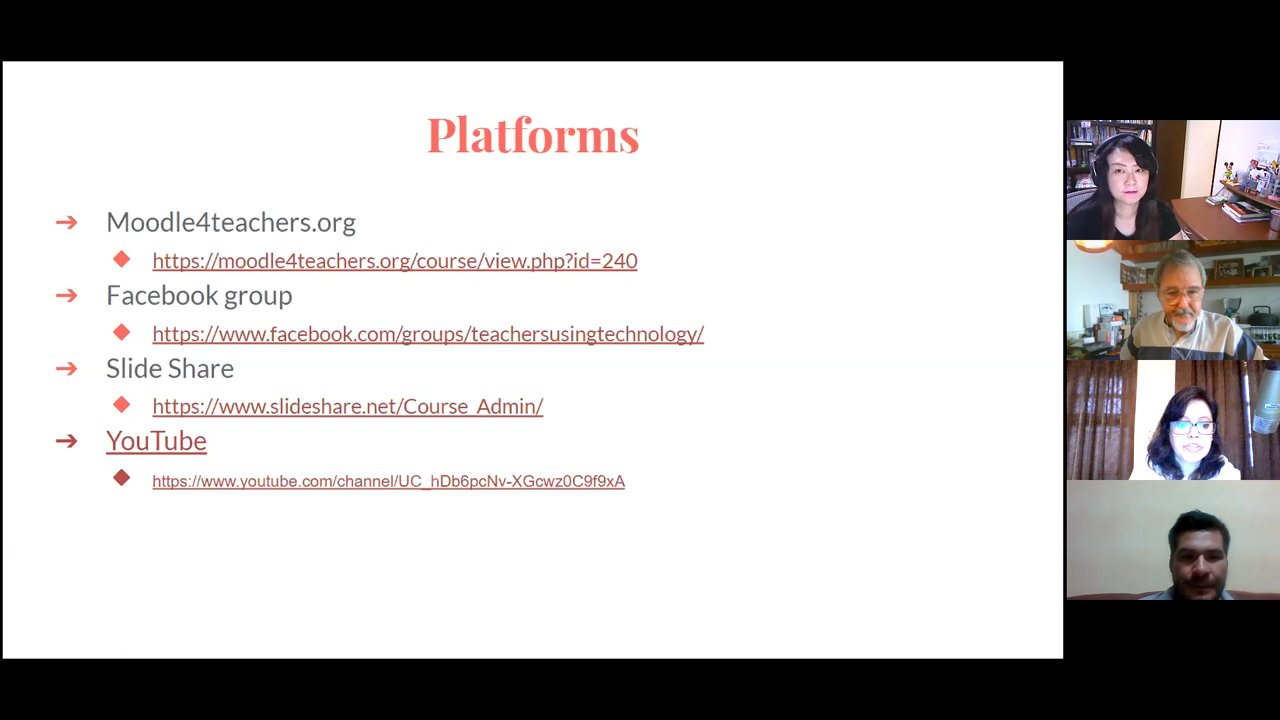 Platforms
➔ Moodle4teachers.org
◆ https://moodle4teachers.org/course/view.php?id=240
➔ Facebook group
◆ https://www.facebook.com/groups/teachersusingtechnology/
➔ Slide Share
◆ https://www.slideshare.net/Course_Admin/
➔ YouTube
◆ https://www.youtube.com/channel/UC_hDb6pcNv-XGcwz0C9f9xA